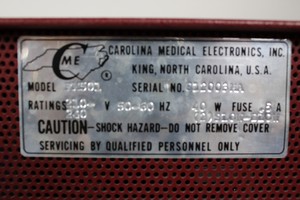 CME ®
CAROLINA MEDICAL ELECTRONICS, INC.
KING, NORTH CAROLINA, U.S.A.
MODEL SERIAL NO.
RATINGS V 50-60 HZ W FUSE A
CAUTION-SHOCK HAZARD-DO NOT REMOVE COVER
SERVICING BY QUALIFIED PERSONNEL ONLY